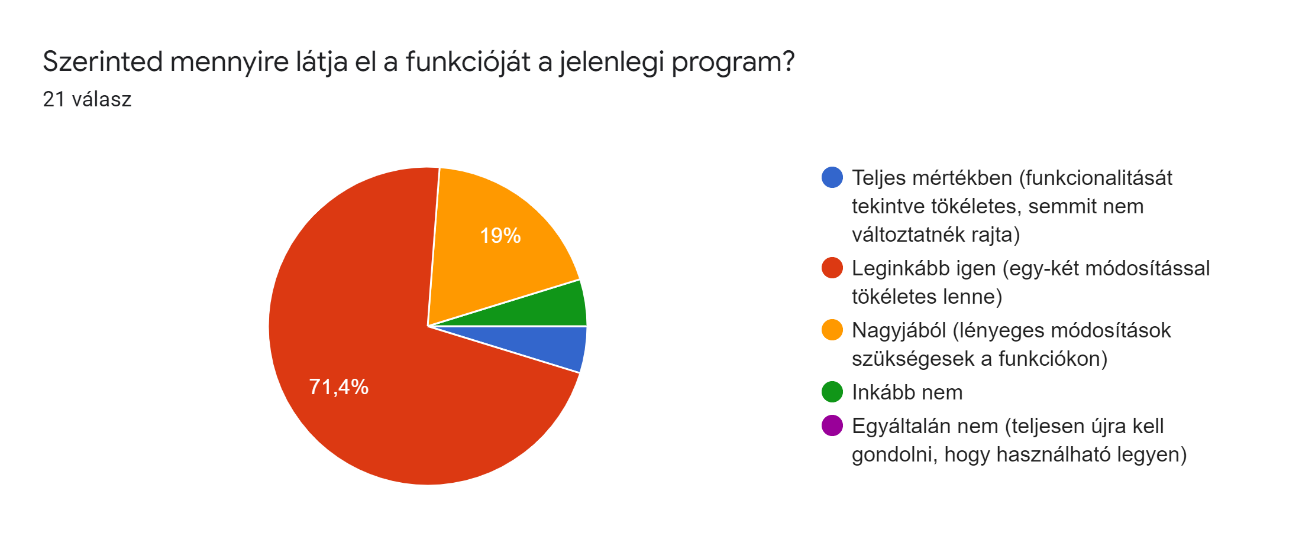 Szerinted mennyire látja el a funkcióját a jelenlegi program?
21 válasz
19%
71,4%
Teljes mértékben (funkcionalitását
tekintve tökéletes, semmit nem
változtatnék rajta)
Leginkább igen (egy-két módosítással
tökéletes lenne)
Nagyjából (lényeges módosítások
szükségesek a funkciókon)
Inkább nem
Egyáltalán nem (teljesen újra kell
gondolni, hogy használható legyen)